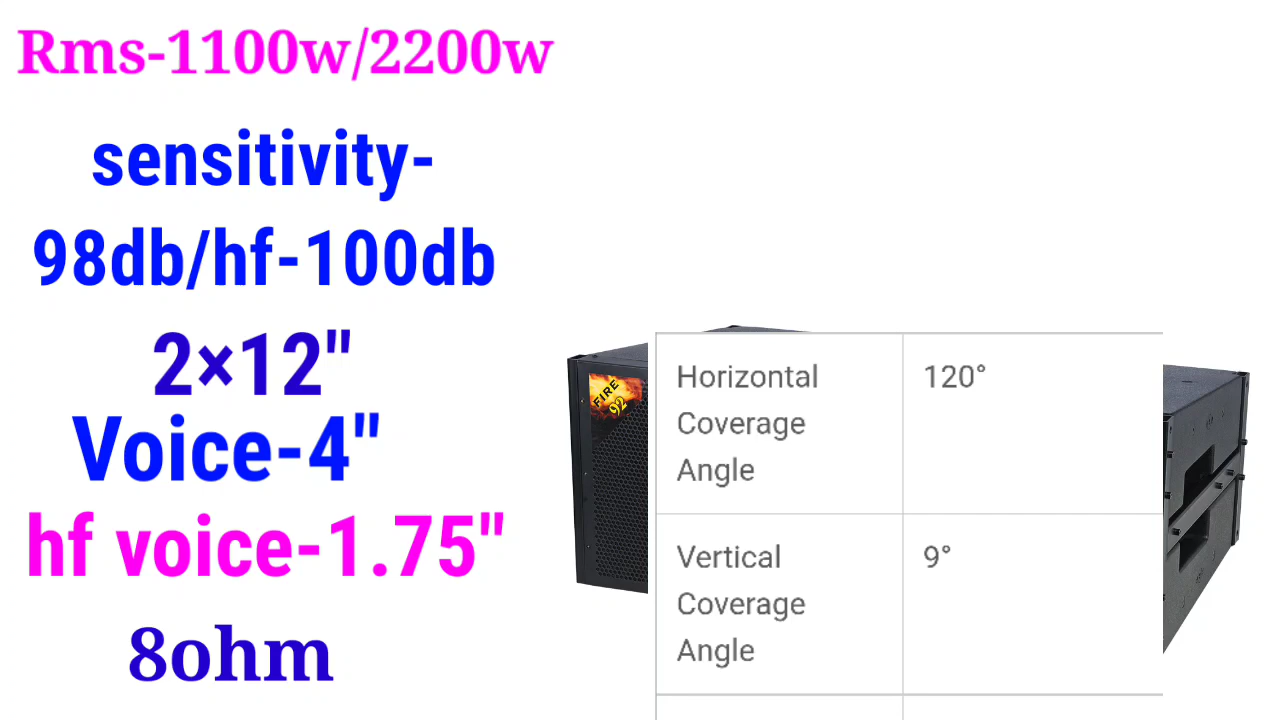 Rms-1100w/2200w
sensitivity-
98db/hf-100db
2×12"
Voice-4"
hf voice-1.75"
8ohm
FIRE
92
Horizontal Coverage Angle 120°
Vertical Coverage Angle 9°